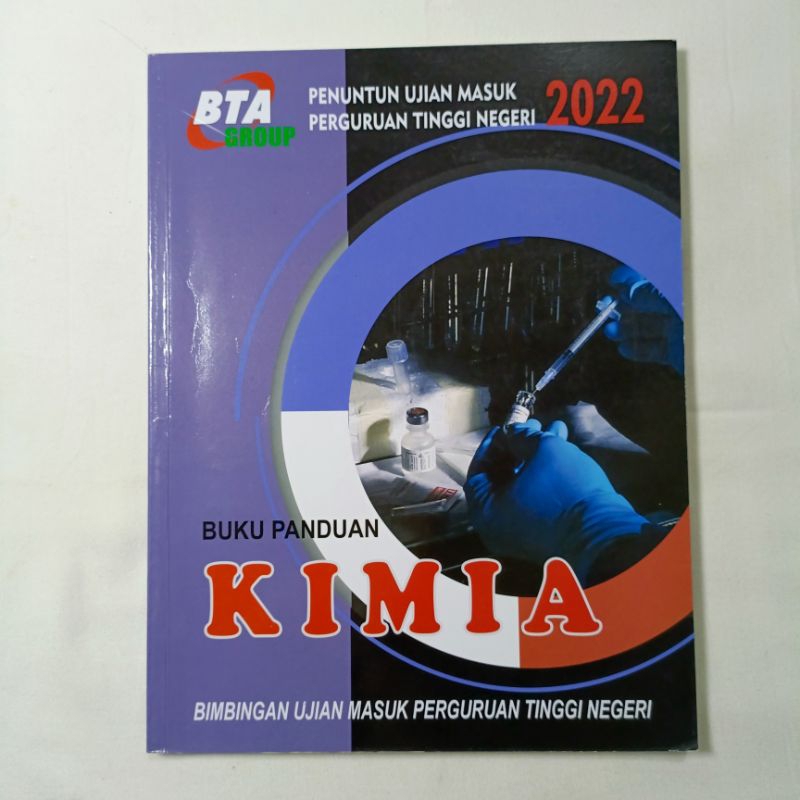 BTA
GROUP
PENUNTUN UJIAN MASUK
PERGURUAN TINGGI NEGERI 2022
BUKU PANDUAN
KIMIA
BIMBINGAN UJIAN MASUK PERGURUAN TINGGI NEGERI